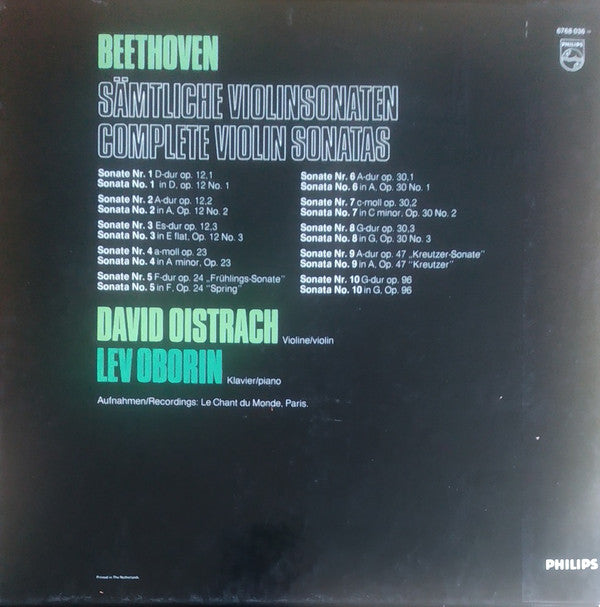 BEETHOVEN
6768 036
PHILIPS
SÄMTLICHE VIOLINSONATEN
COMPLETE VIOLIN SONATAS
Sonate Nr. 1 D-dur op. 12,1
Sonata No. 1 in D, op. 12 No. 1
Sonate Nr. 2 A-dur op. 12,2
Sonata No. 2 in A, Op. 12 No. 2
Sonate Nr. 3 Es-dur op. 12,3
Sonata No. 3 in E flat, Op. 12 No. 3
Sonate Nr. 4 a-moll op. 23
Sonata No. 4 in A minor, Op. 23
Sonate Nr. 5 F-dur op. 24 „Frühlings-Sonate"
Sonata No. 5 in F, Op. 24 "Spring"
Sonate Nr. 6 A-dur op. 30,1
Sonata No. 6 in A, Op. 30 No. 1
Sonate Nr. 7 c-moll op. 30,2
Sonata No. 7 in C minor, Op. 30 No. 2
Sonate Nr. 8 G-dur op. 30,3
Sonata No. 8 in G, Op. 30 No. 3
Sonate Nr. 9 A-dur op. 47 „Kreutzer-Sonate"
Sonata No. 9 in A, Op. 47 "Kreutzer"
Sonate Nr. 10 G-dur op. 96
Sonata No. 10 in G, Op. 96
DAVID OISTRACH Violine/violin
LEV OBORIN Klavier/piano
Aufnahmen/Recordings: Le Chant du Monde, Paris.
Printed in The Netherlands
PHILIPS